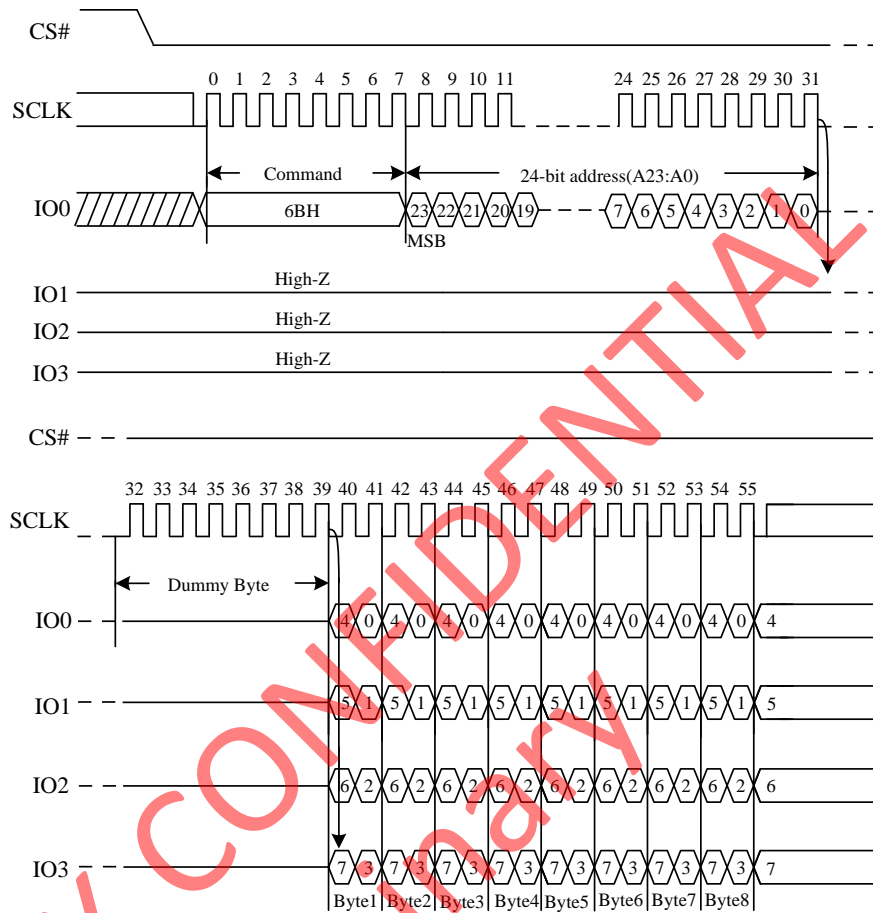 CS#
0 1 2 3 4 5 6 7 8 9 10 11 24 25 26 27 28 29 30 31
SCLK
Command 24-bit address(A23:A0)
IO0 6BH 23 22 21 20 19 7 6 5 4 3 2 1 0
MSB
High-Z
IO1
High-Z
IO2
High-Z
IO3
CS#
32 33 34 35 36 37 38 39 40 41 42 43 44 45 46 47 48 49 50 51 52 53 54 55
SCLK
Dummy Byte
IO0 4 0 4 0 4 0 4 0 4 0 4 0 4 0 4 0 4
IO1 5 1 5 1 5 1 5 1 5 1 5 1 5 1 5 1 5
IO2 6 2 6 2 6 2 6 2 6 2 6 2 6 2 6 2 6
IO3 7 3 7 3 7 3 7 3 7 3 7 3 7 3 7 3 7
Byte1 Byte2 Byte3 Byte4 Byte5 Byte6 Byte7 Byte8
CONFIDENTIAL